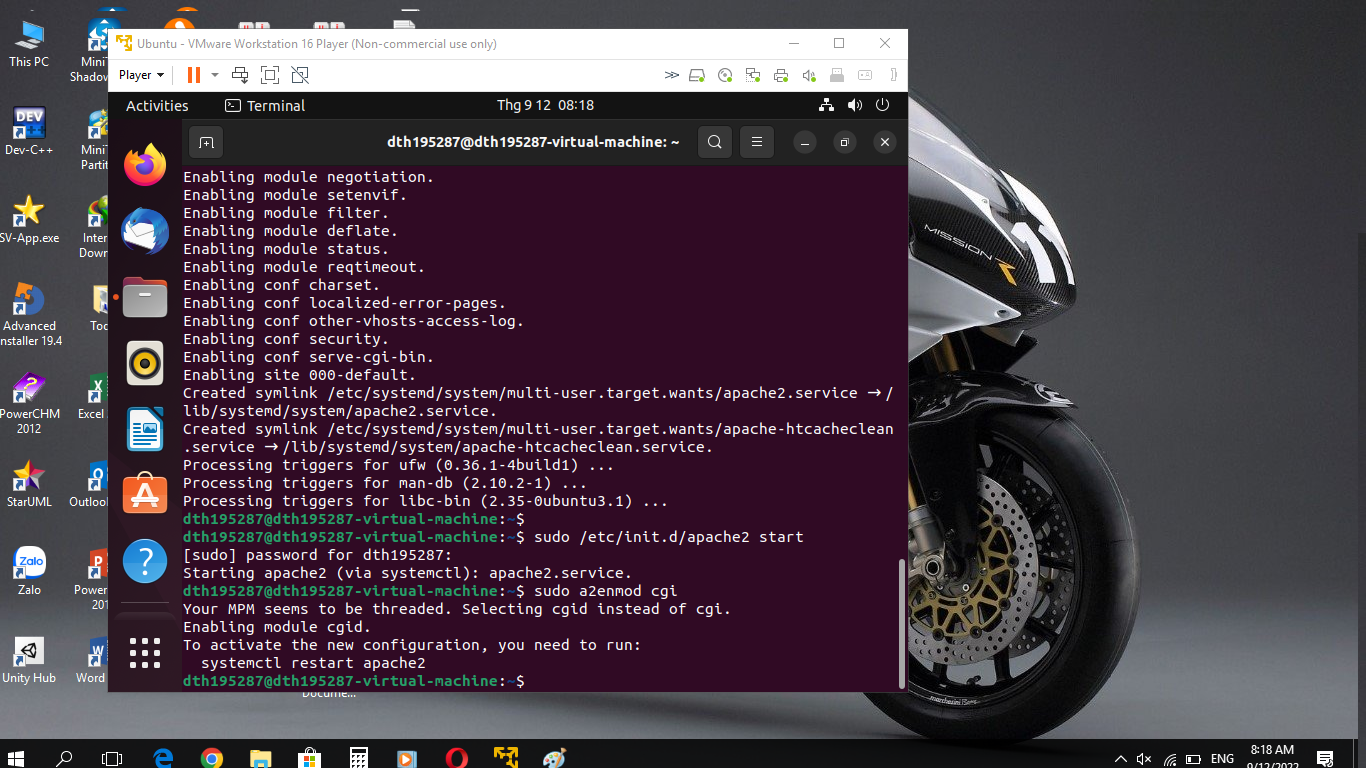 This PC
MiniT
Shadow
DEV
Dev-C++
MiniT
Partit
SV-App.exe
Inter
Down
Advanced
nstaller 19.4
Too
PowerCHM
2012
Excel
StarUML
Outloo
Zalo
Zalo
Power
201
Unity Hub
Word
Docume...
Ubuntu - VMware Workstation 16 Player (Non-commercial use only)
Player
Activities
Terminal
Thg 9 12 08:18
dth195287@dth195287-virtual-machine: ~
Enabling module negotiation.
Enabling module setenvif.
Enabling module filter.
Enabling module deflate.
Enabling module status.
Enabling module reqtimeout.
Enabling conf charset.
Enabling conf localized-error-pages.
Enabling conf other-vhosts-access-log.
Enabling conf security.
Enabling conf serve-cgi-bin.
Enabling site 000-default.
Created symlink /etc/systemd/system/multi-user.target.wants/apache2.service → /
lib/systemd/system/apache2.service.
Created symlink /etc/systemd/system/multi-user.target.wants/apache-htcacheclean
.service → /lib/systemd/system/apache-htcacheclean.service.
Processing triggers for ufw (0.36.1-4build1) ...
Processing triggers for man-db (2.10.2-1) ...
Processing triggers for libc-bin (2.35-0ubuntu3.1) ...
dth195287@dth195287-virtual-machine:~$
dth195287@dth195287-virtual-machine:~$ sudo /etc/init.d/apache2 start
[sudo] password for dth195287:
Starting apache2 (via systemctl): apache2.service.
dth195287@dth195287-virtual-machine:~$ sudo a2enmod cgi
Your MPM seems to be threaded. Selecting cgid instead of cgi.
Enabling module cgid.
To activate the new configuration, you need to run:
  systemctl restart apache2
dth195287@dth195287-virtual-machine:~$
MISSION R
ENG
8:18 AM
9/12/2022